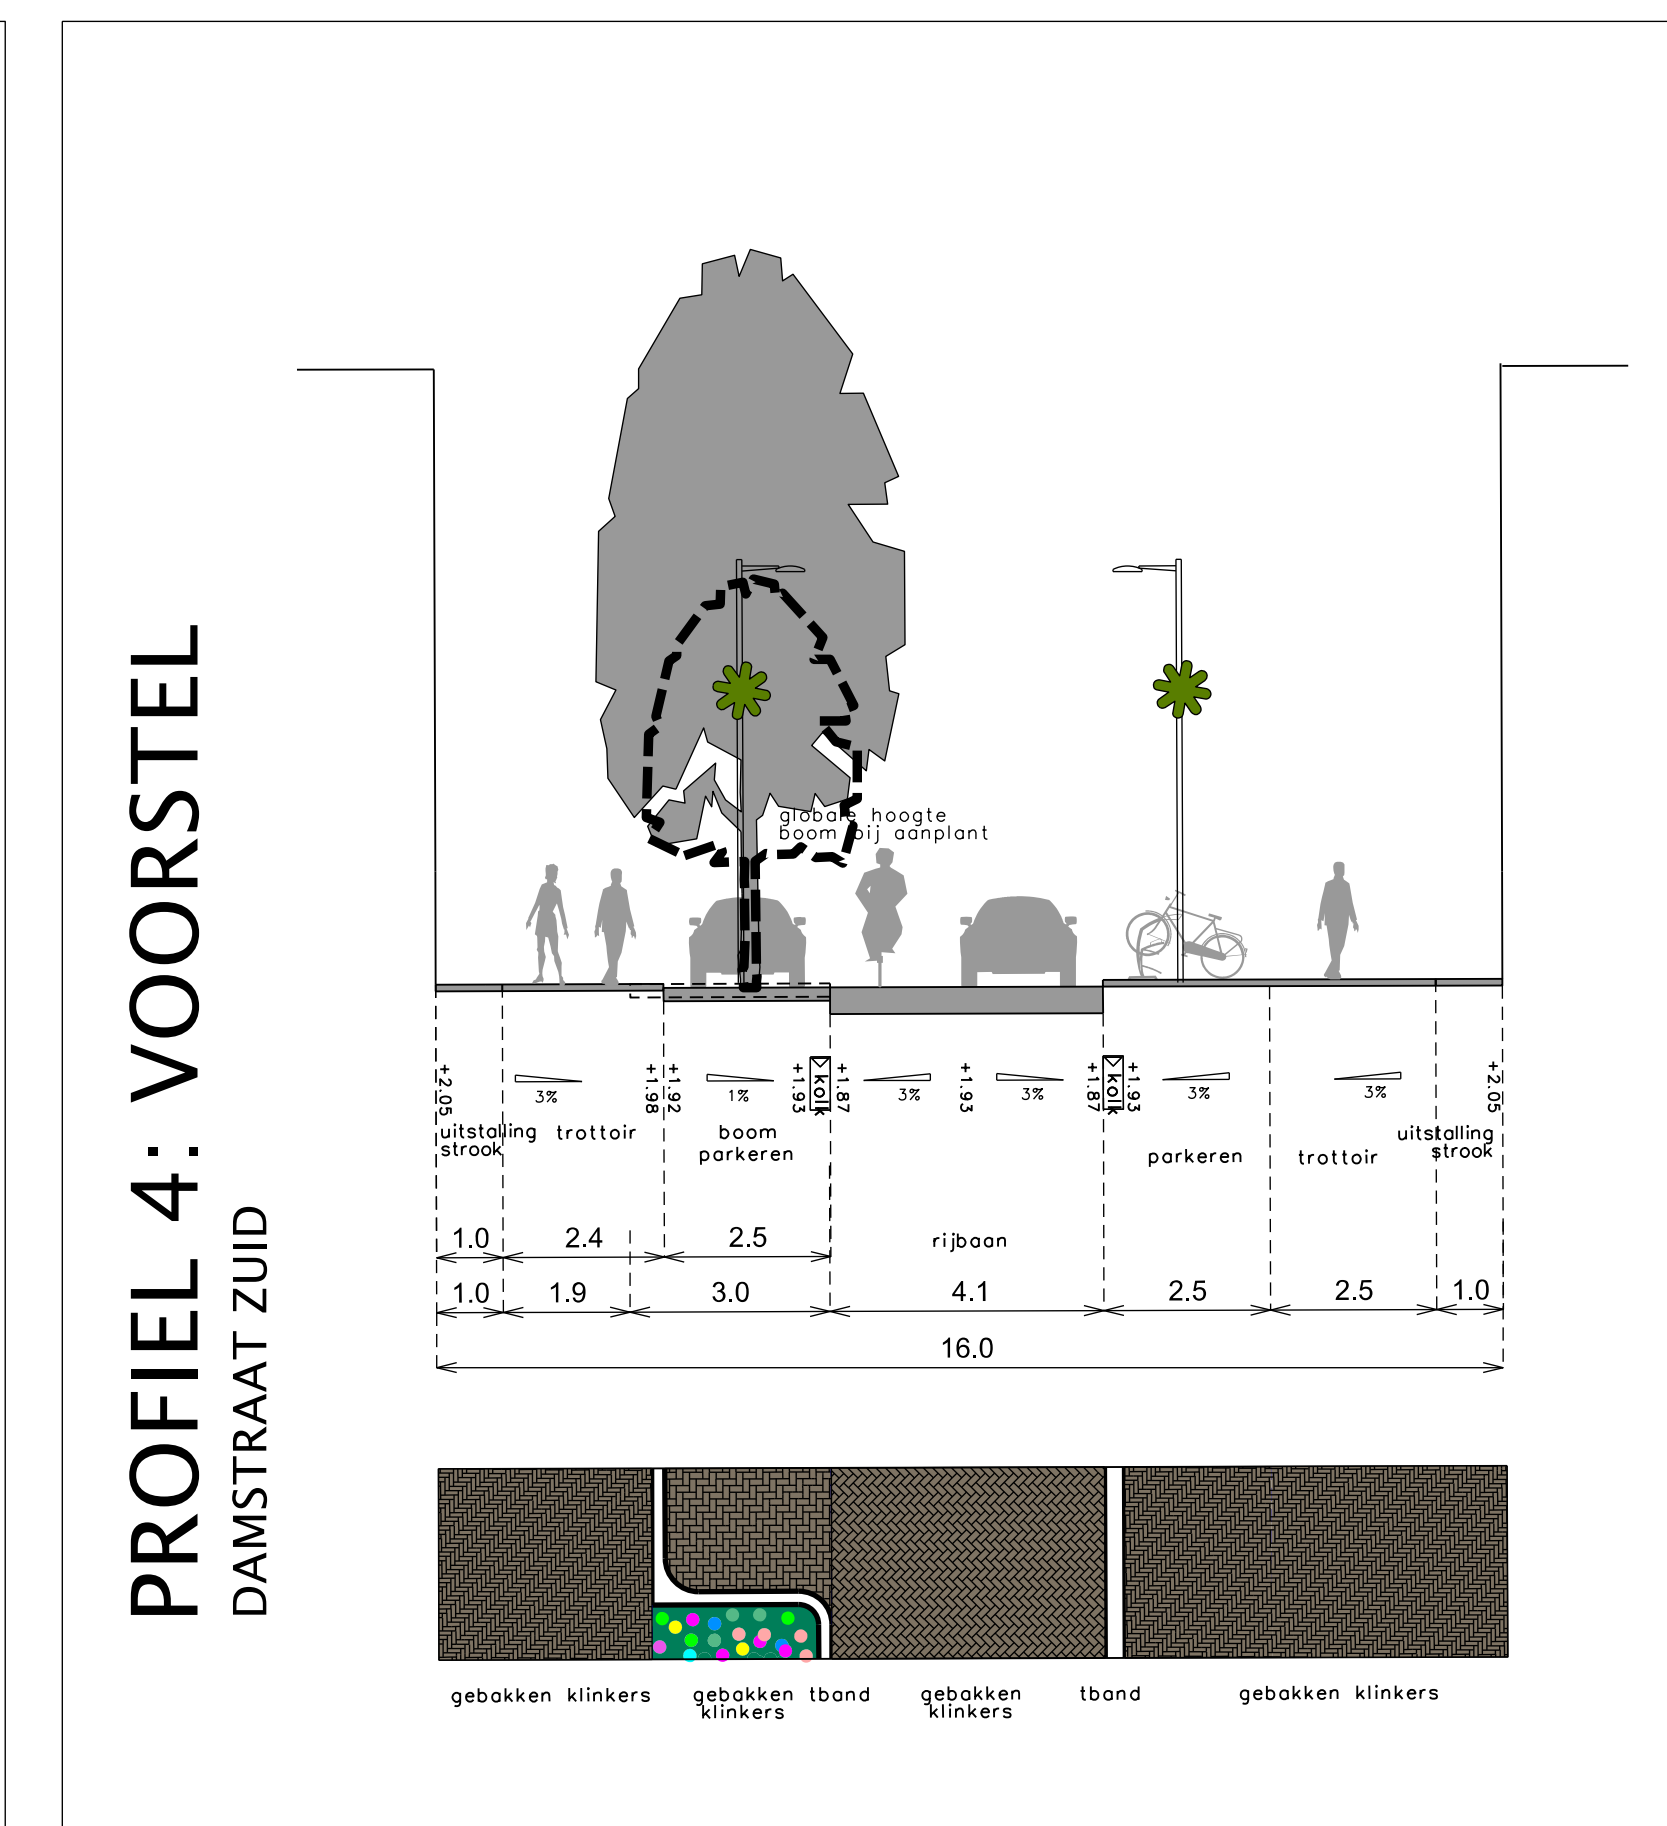 PROFIEL 4: VOORSTEL
DAMSTRAAT ZUID
globale hoogte
boom bij aanplant
+2.05
3%
+1.98
+1.92
1%
+1.93
kolk
+1.87
3%
+1.93
3%
+1.87
kolk
+1.93
3%
3%
+2.05
uitstalling
strook
trottoir
boom
parkeren
parkeren
trottoir
uitstalling
strook
1.0 2.4 2.5 rijbaan
1.0 1.9 3.0 4.1 2.5 2.5 1.0
16.0
gebakken klinkers
gebakken
klinkers
tband
gebakken
klinkers
tband
gebakken klinkers